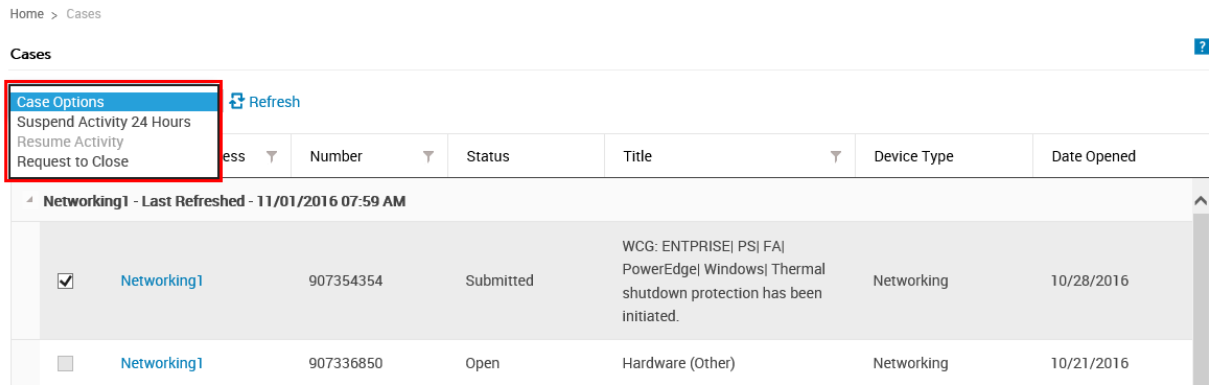 Home > Cases
Cases
?
Case Options
Refresh
Suspend Activity 24 Hours
Resume Activity
Request to Close
ess Number Status Title Device Type Date Opened
Networking1 - Last Refreshed - 11/01/2016 07:59 AM
WCG: ENTPRISE| PS| FA|
PowerEdge| Windows| Thermal
shutdown protection has been
initiated.
Networking1 907354354 Submitted Networking 10/28/2016
Networking1 907336850 Open Hardware (Other) Networking 10/21/2016